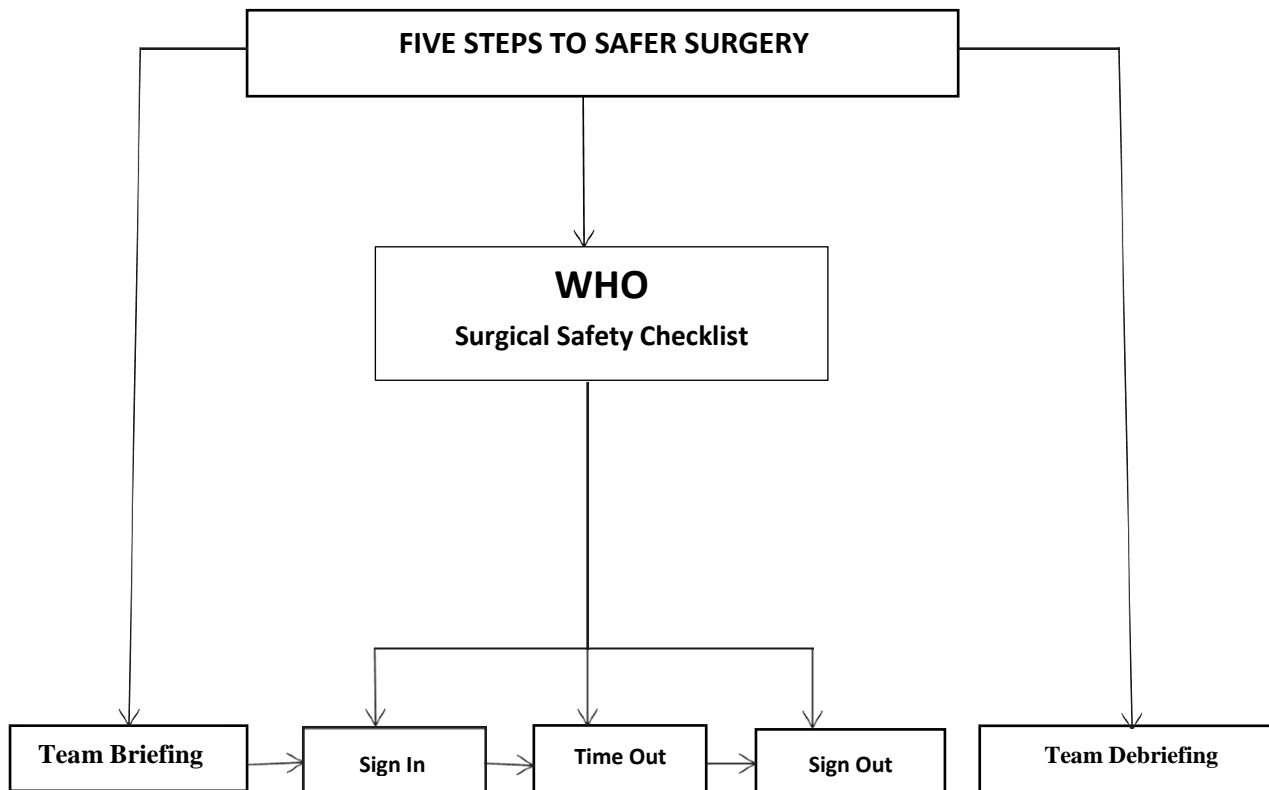 FIVE STEPS TO SAFER SURGERY
WHO
Surgical Safety Checklist
Team Briefing
Sign In
Time Out
Sign Out
Team Debriefing